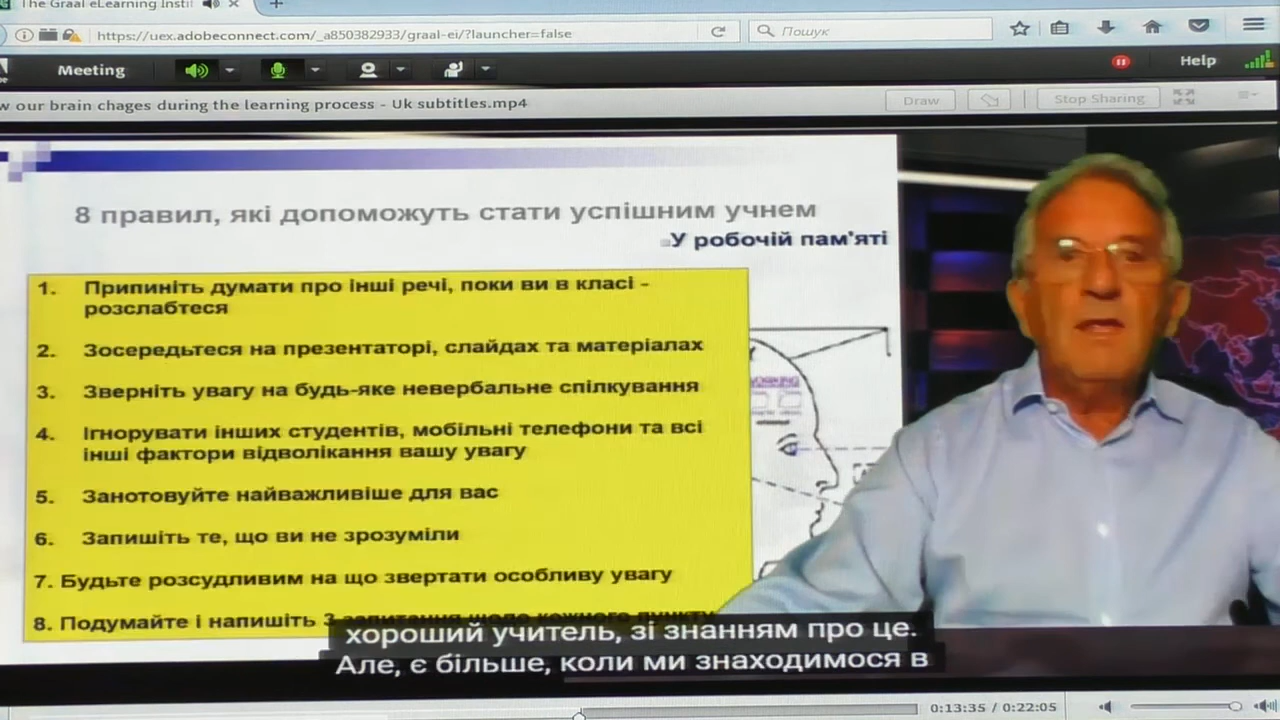 The Graal eLearning Insti
https://uex.adobeconnect.com/_a850382933/graal-ei/?launcher=false
Пошук
Meeting
Help
w our brain chages during the learning process - Uk subtitles.mp4
Draw
Stop Sharing
8 правил, які допоможуть стати успішним учнем
У робочій пам'яті
1. Припиніть думати про інші речі, поки ви в класі -
розслабтеся
2. Зосередьтеся на презентаторі, слайдах та матеріалах
3. Зверніть увагу на будь-яке невербальне спілкування
4. Ігнорувати інших студентів, мобільні телефони та всі
інші фактори відволікання вашу увагу
5. Занотовуйте найважливіше для вас
6. Запишіть те, що ви не зрозуміли
7. Будьте розсудливим на що звертати особливу увагу
8. Подумайте і напишіть 3 запитання щодо кожного пункту
WORKING
хороший учитель, зі знанням про це.
Але, є більше, коли ми знаходимося в
0:13:35 / 0:22:05